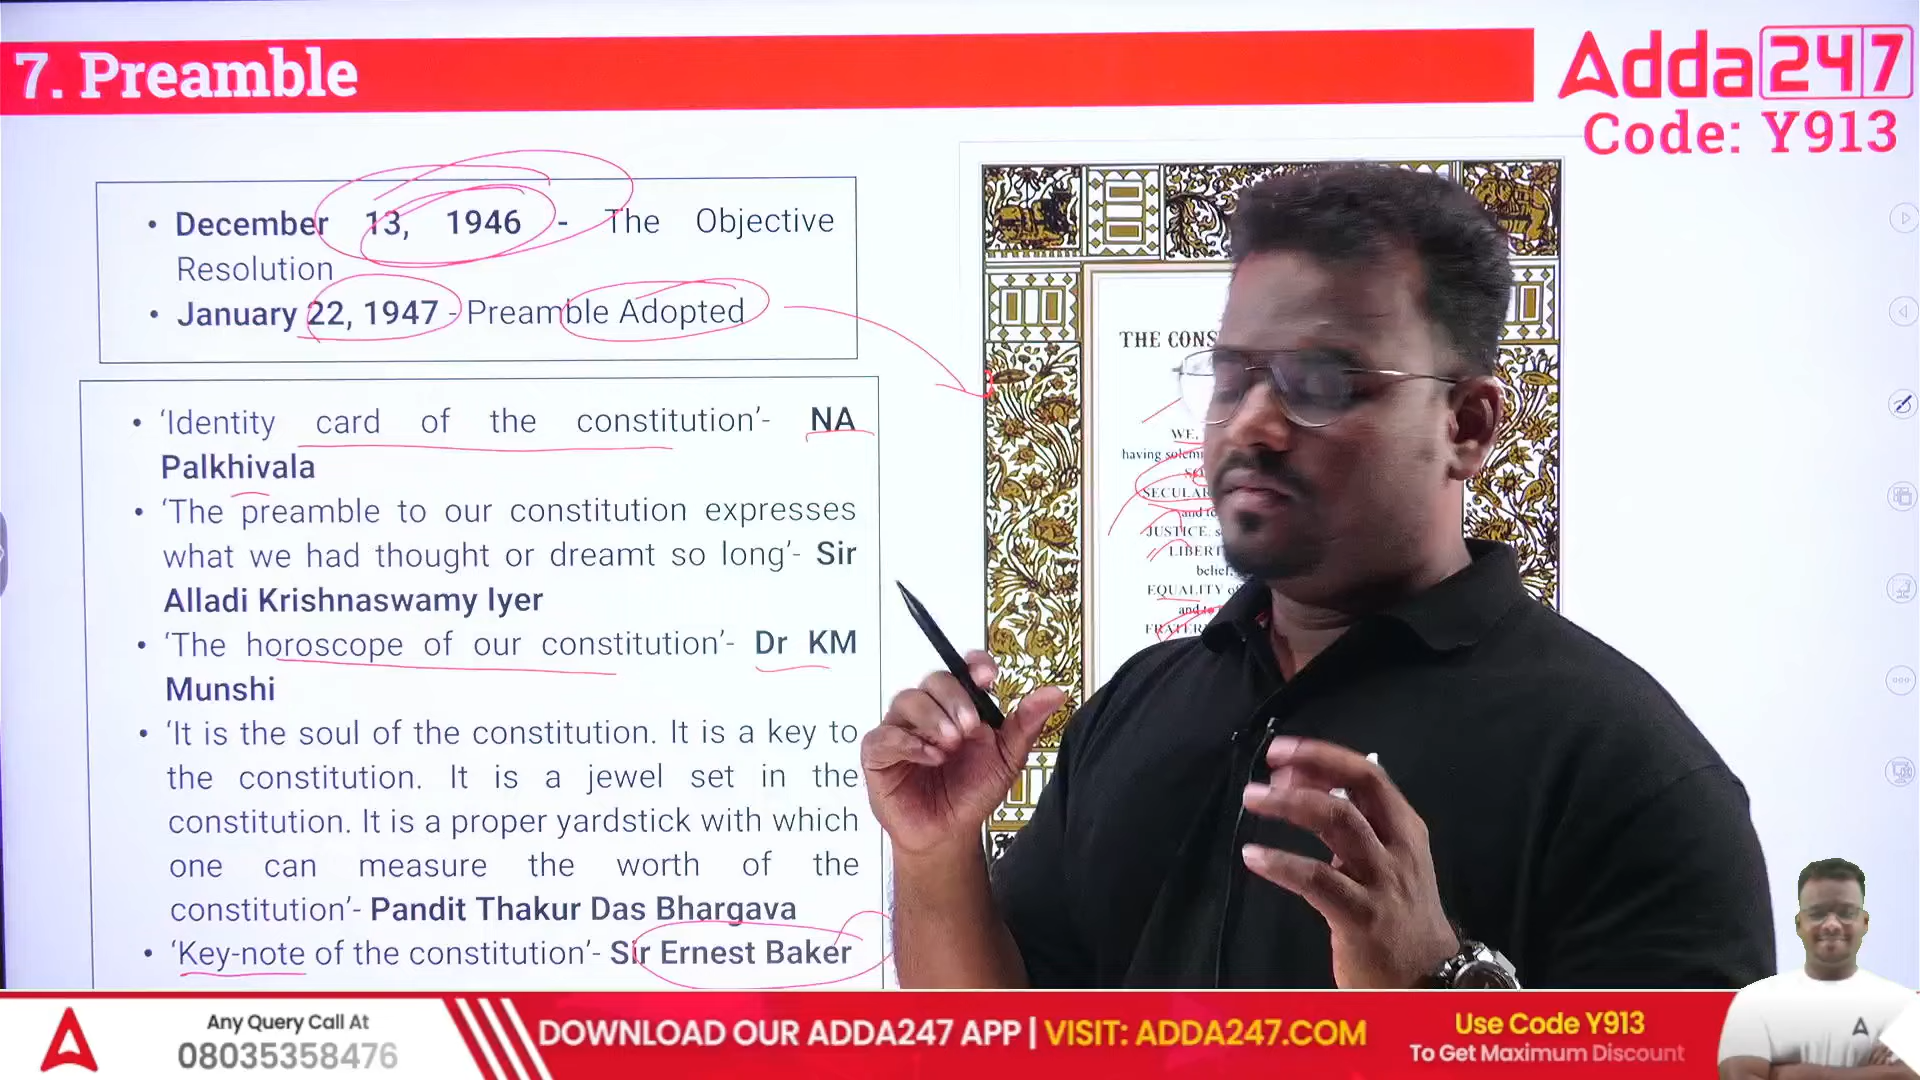 7. Preamble
Adda247
Code: Y913
• December 13, 1946 - The Objective
Resolution
• January 22, 1947 - Preamble Adopted
• ‘Identity card of the constitution’- NA
Palkhivala
• ‘The preamble to our constitution expresses
what we had thought or dreamt so long’- Sir
Alladi Krishnaswamy Iyer
• ‘The horoscope of our constitution’- Dr KM
Munshi
• ‘It is the soul of the constitution. It is a key to
the constitution. It is a jewel set in the
constitution. It is a proper yardstick with which
one can measure the worth of the
constitution’- Pandit Thakur Das Bhargava
• ‘Key-note of the constitution’- Sir Ernest Baker
THE
WE,
having
SECULAR
and
JUSTICE,
belief,
EQUALITY
and
Any Query Call At
08035358476
DOWNLOAD OUR ADDA247 APP | VISIT: ADDA247.COM
Use Code Y913
To Get Maximum Discount